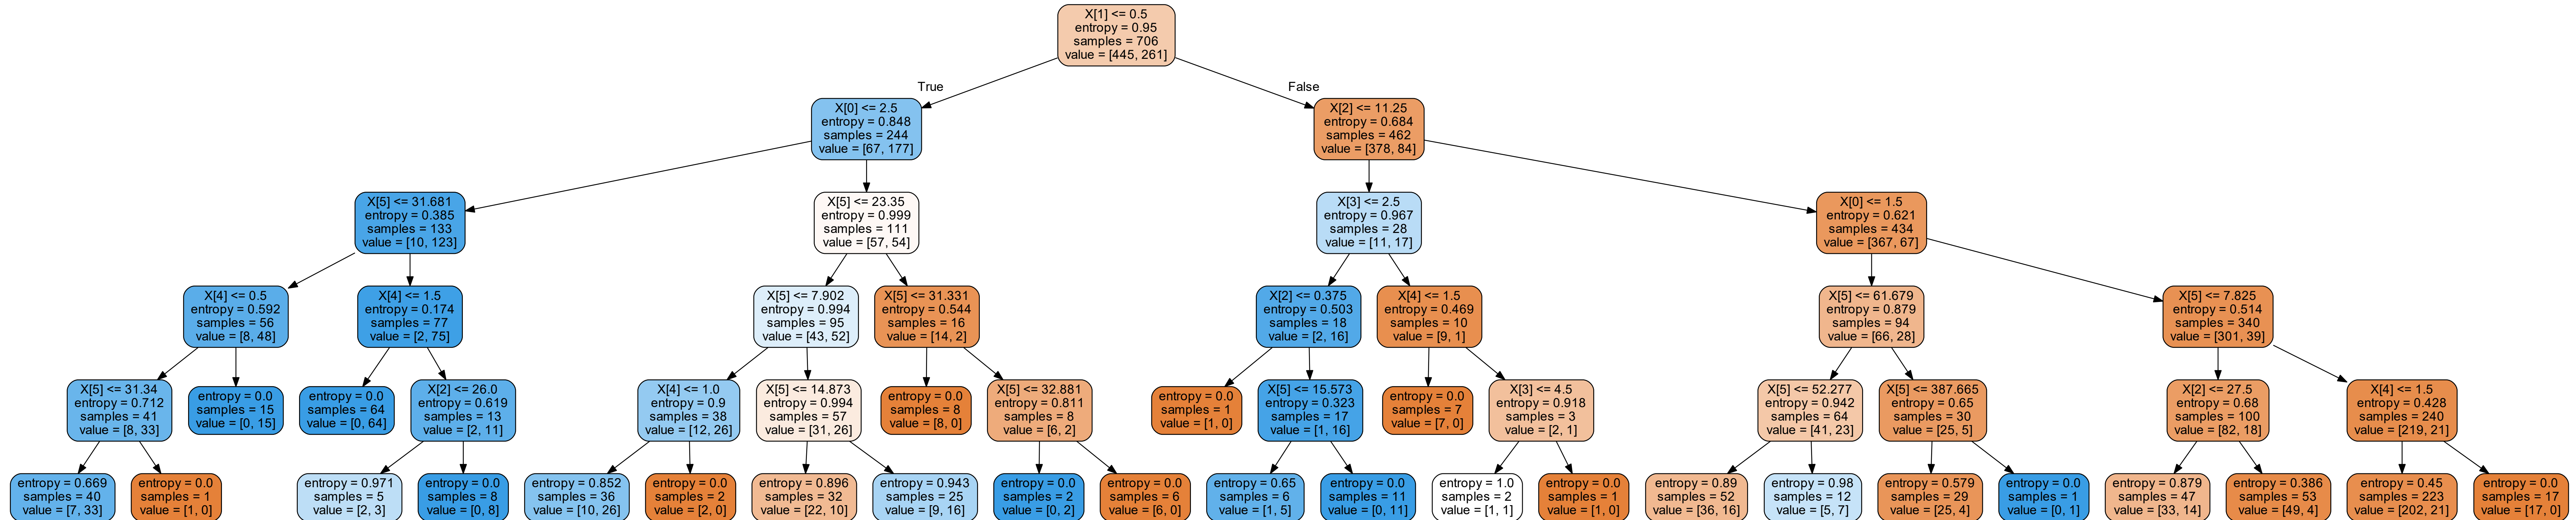 X[1] <= 0.5
entropy = 0.95
samples = 706
value = [445, 261]
True
False
X[0] <= 2.5
entropy = 0.848
samples = 244
value = [67, 177]
X[2] <= 11.25
entropy = 0.684
samples = 462
value = [378, 84]
X[5] <= 31.681
entropy = 0.385
samples = 133
value = [10, 123]
X[5] <= 23.35
entropy = 0.999
samples = 111
value = [57, 54]
X[3] <= 2.5
entropy = 0.967
samples = 28
value = [11, 17]
X[0] <= 1.5
entropy = 0.621
samples = 434
value = [367, 67]
X[4] <= 0.5
entropy = 0.592
samples = 56
value = [8, 48]
X[4] <= 1.5
entropy = 0.174
samples = 77
value = [2, 75]
X[5] <= 7.902
entropy = 0.994
samples = 95
value = [43, 52]
X[5] <= 31.331
entropy = 0.544
samples = 16
value = [14, 2]
X[2] <= 0.375
entropy = 0.503
samples = 18
value = [2, 16]
X[4] <= 1.5
entropy = 0.469
samples = 10
value = [9, 1]
X[5] <= 61.679
entropy = 0.879
samples = 94
value = [66, 28]
X[5] <= 7.825
entropy = 0.514
samples = 340
value = [301, 39]
X[5] <= 31.34
entropy = 0.712
samples = 41
value = [8, 33]
entropy = 0.0
samples = 15
value = [0, 15]
entropy = 0.0
samples = 64
value = [0, 64]
X[2] <= 26.0
entropy = 0.619
samples = 13
value = [2, 11]
X[4] <= 1.0
entropy = 0.9
samples = 38
value = [12, 26]
X[5] <= 14.873
entropy = 0.994
samples = 57
value = [31, 26]
entropy = 0.0
samples = 8
value = [8, 0]
X[5] <= 32.881
entropy = 0.811
samples = 8
value = [6, 2]
entropy = 0.0
samples = 1
value = [1, 0]
X[5] <= 15.573
entropy = 0.323
samples = 17
value = [1, 16]
entropy = 0.0
samples = 7
value = [7, 0]
X[3] <= 4.5
entropy = 0.918
samples = 3
value = [2, 1]
X[5] <= 52.277
entropy = 0.942
samples = 64
value = [41, 23]
X[5] <= 387.665
entropy = 0.65
samples = 30
value = [25, 5]
X[2] <= 27.5
entropy = 0.68
samples = 100
value = [82, 18]
X[4] <= 1.5
entropy = 0.428
samples = 240
value = [219, 21]
entropy = 0.669
samples = 40
value = [7, 33]
entropy = 0.0
samples = 1
value = [1, 0]
entropy = 0.971
samples = 5
value = [2, 3]
entropy = 0.0
samples = 8
value = [0, 8]
entropy = 0.852
samples = 36
value = [10, 26]
entropy = 0.0
samples = 2
value = [2, 0]
entropy = 0.896
samples = 32
value = [22, 10]
entropy = 0.943
samples = 25
value = [9, 16]
entropy = 0.0
samples = 2
value = [0, 2]
entropy = 0.0
samples = 6
value = [6, 0]
entropy = 0.65
samples = 6
value = [1, 5]
entropy = 0.0
samples = 11
value = [0, 11]
entropy = 1.0
samples = 2
value = [1, 1]
entropy = 0.0
samples = 1
value = [1, 0]
entropy = 0.89
samples = 52
value = [36, 16]
entropy = 0.98
samples = 12
value = [5, 7]
entropy = 0.579
samples = 29
value = [25, 4]
entropy = 0.0
samples = 1
value = [0, 1]
entropy = 0.879
samples = 47
value = [33, 14]
entropy = 0.386
samples = 53
value = [49, 4]
entropy = 0.45
samples = 223
value = [202, 21]
entropy = 0.0
samples = 17
value = [17, 0]